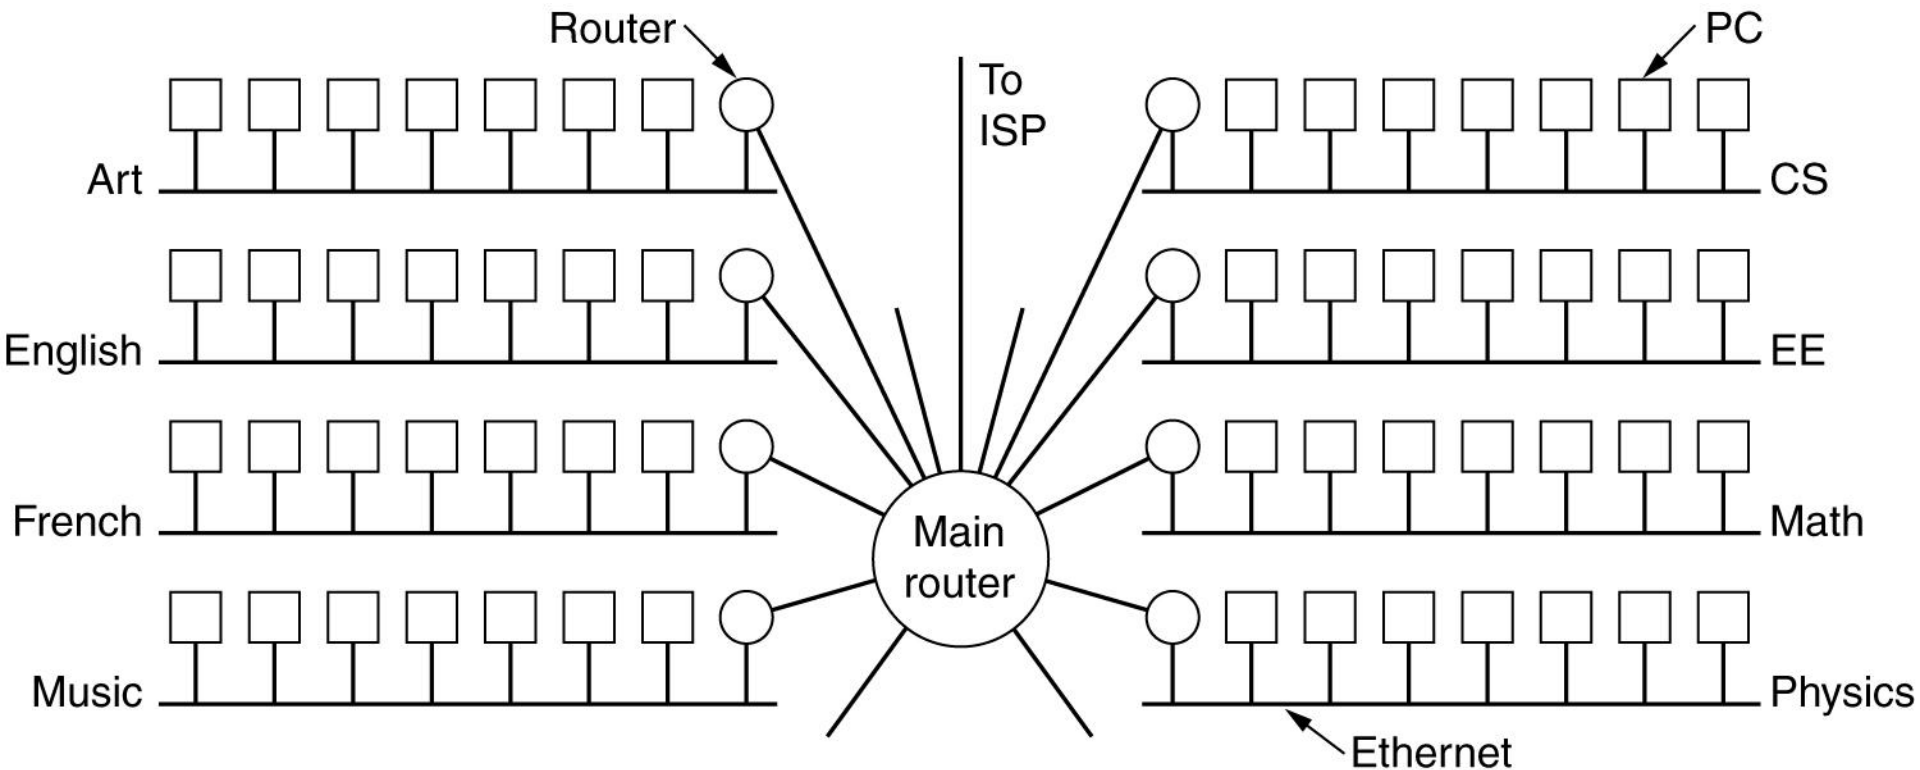 Router
PC
To
ISP
Art
CS
English
EE
French
Math
Main
router
Music
Physics
Ethernet